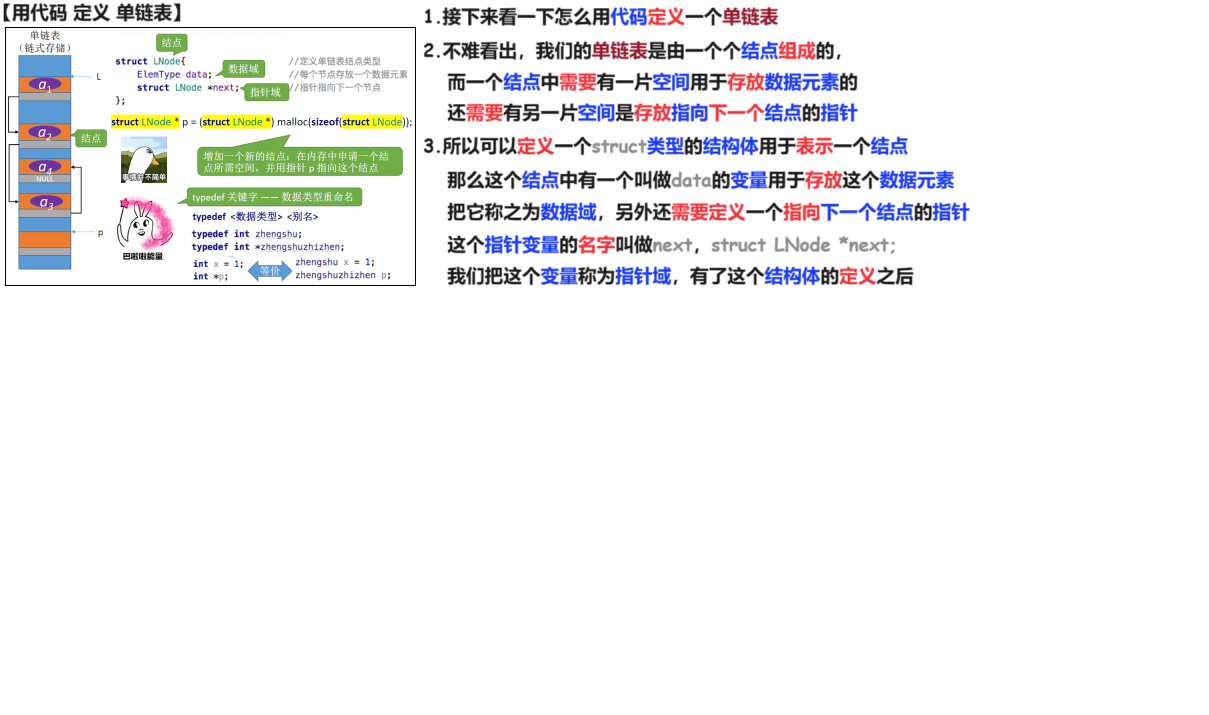 【用代码 定义 单链表】
单链表
（链式存储）
a1
a2
a4
NULL
a3
L
p
结点
结点
struct LNode{ //定义单链表结点类型
ElemType data; //每个节点存放一个数据元素
数据域
struct LNode *next; //指针指向下一个节点
指针域
};
struct LNode * p = (struct LNode *) malloc(sizeof(struct LNode));
增加一个新的结点：在内存中申请一个结
点所需空间，并用指针 p 指向这个结点
事情并不简单
typedef 关键字 —— 数据类型重命名
typedef <数据类型> <别名>
typedef int zhengshu;
typedef int *zhengshuzhizhen;
巴啦啦能量
int x = 1;
int *p;
等价
zhengshu x = 1;
zhengshuzhizhen p;
1.接下来看一下怎么用代码定义一个单链表
2.不难看出，我们的单链表是由一个个结点组成的，
而一个结点中需要有一片空间用于存放数据元素的
还需要有另一片空间是存放指向下一个结点的指针
3.所以可以定义一个struct类型的结构体用于表示一个结点
那么这个结点中有一个叫做data的变量用于存放这个数据元素
把它称之为数据域，另外还需要定义一个指向下一个结点的指针
这个指针变量的名字叫做next，struct LNode *next;
我们把这个变量称为指针域，有了这个结构体的定义之后